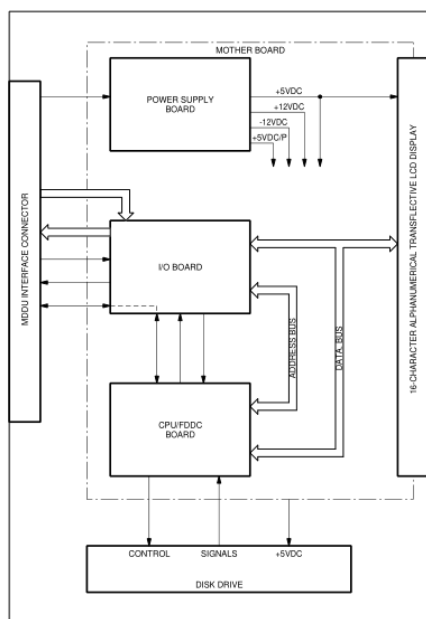 MOTHER BOARD
POWER SUPPLY
BOARD
+5VDC
+12VDC
-12VDC
+5VDC/P
MDDU INTERFACE CONNECTOR
16-CHARACTER ALPHANUMERICAL TRANSFLECTIVE LCD DISPLAY
I/O BOARD
ADDRESS BUS
DATA BUS
CPU/FDDC
BOARD
CONTROL
SIGNALS
+5VDC
DISK DRIVE